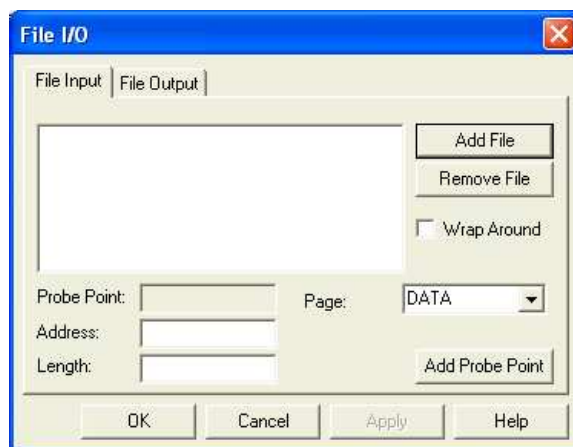 File I/O
File Input File Output
Add File
Remove File
Wrap Around
Probe Point: Page: DATA
Address:
Length: Add Probe Point
OK Cancel Apply Help